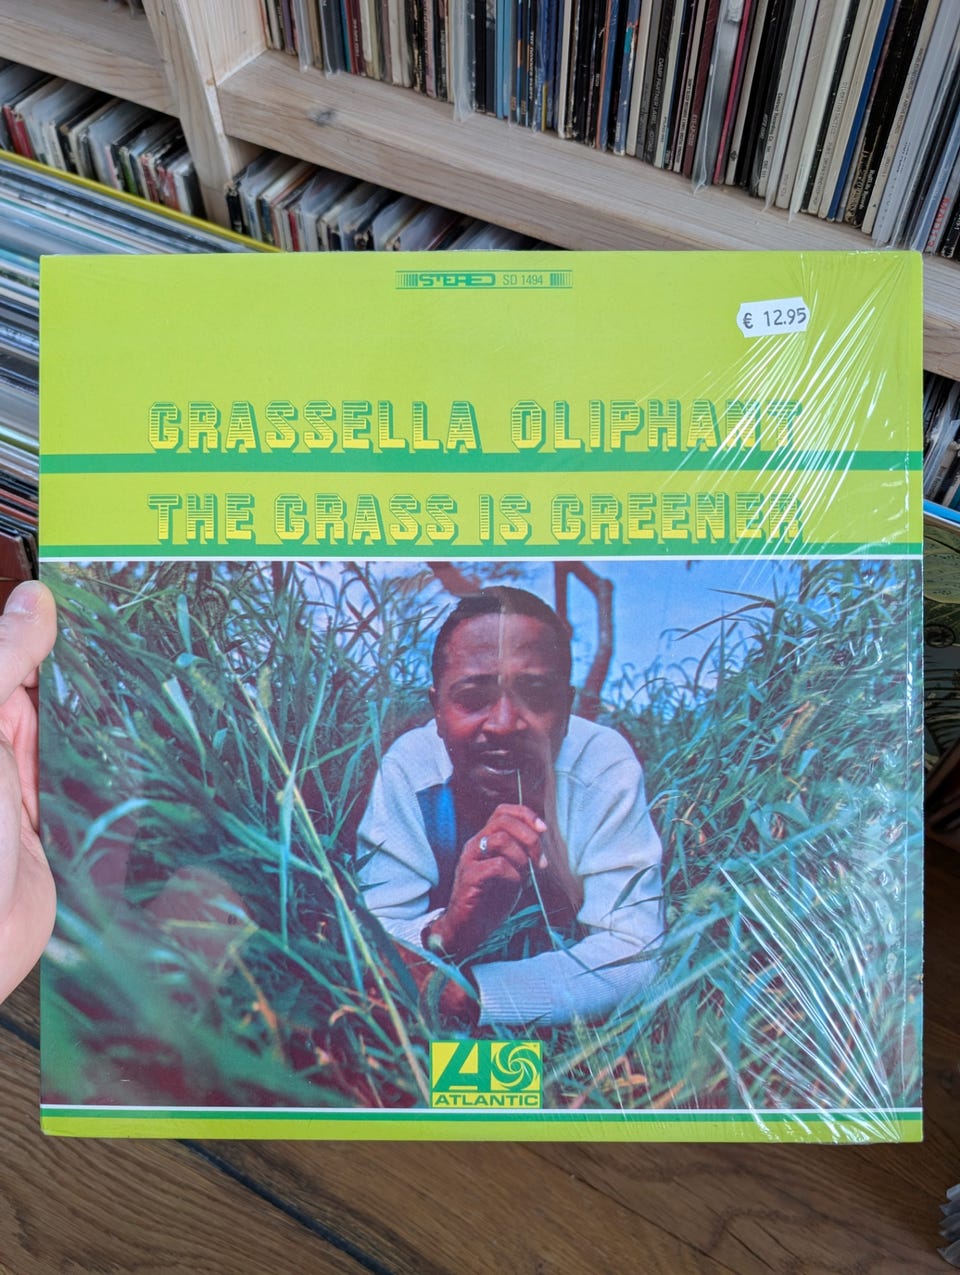 STEREO SD 1494
€ 12.95
GRASSELLA OLIPHANT
THE GRASS IS GREENER
ATLANTIC